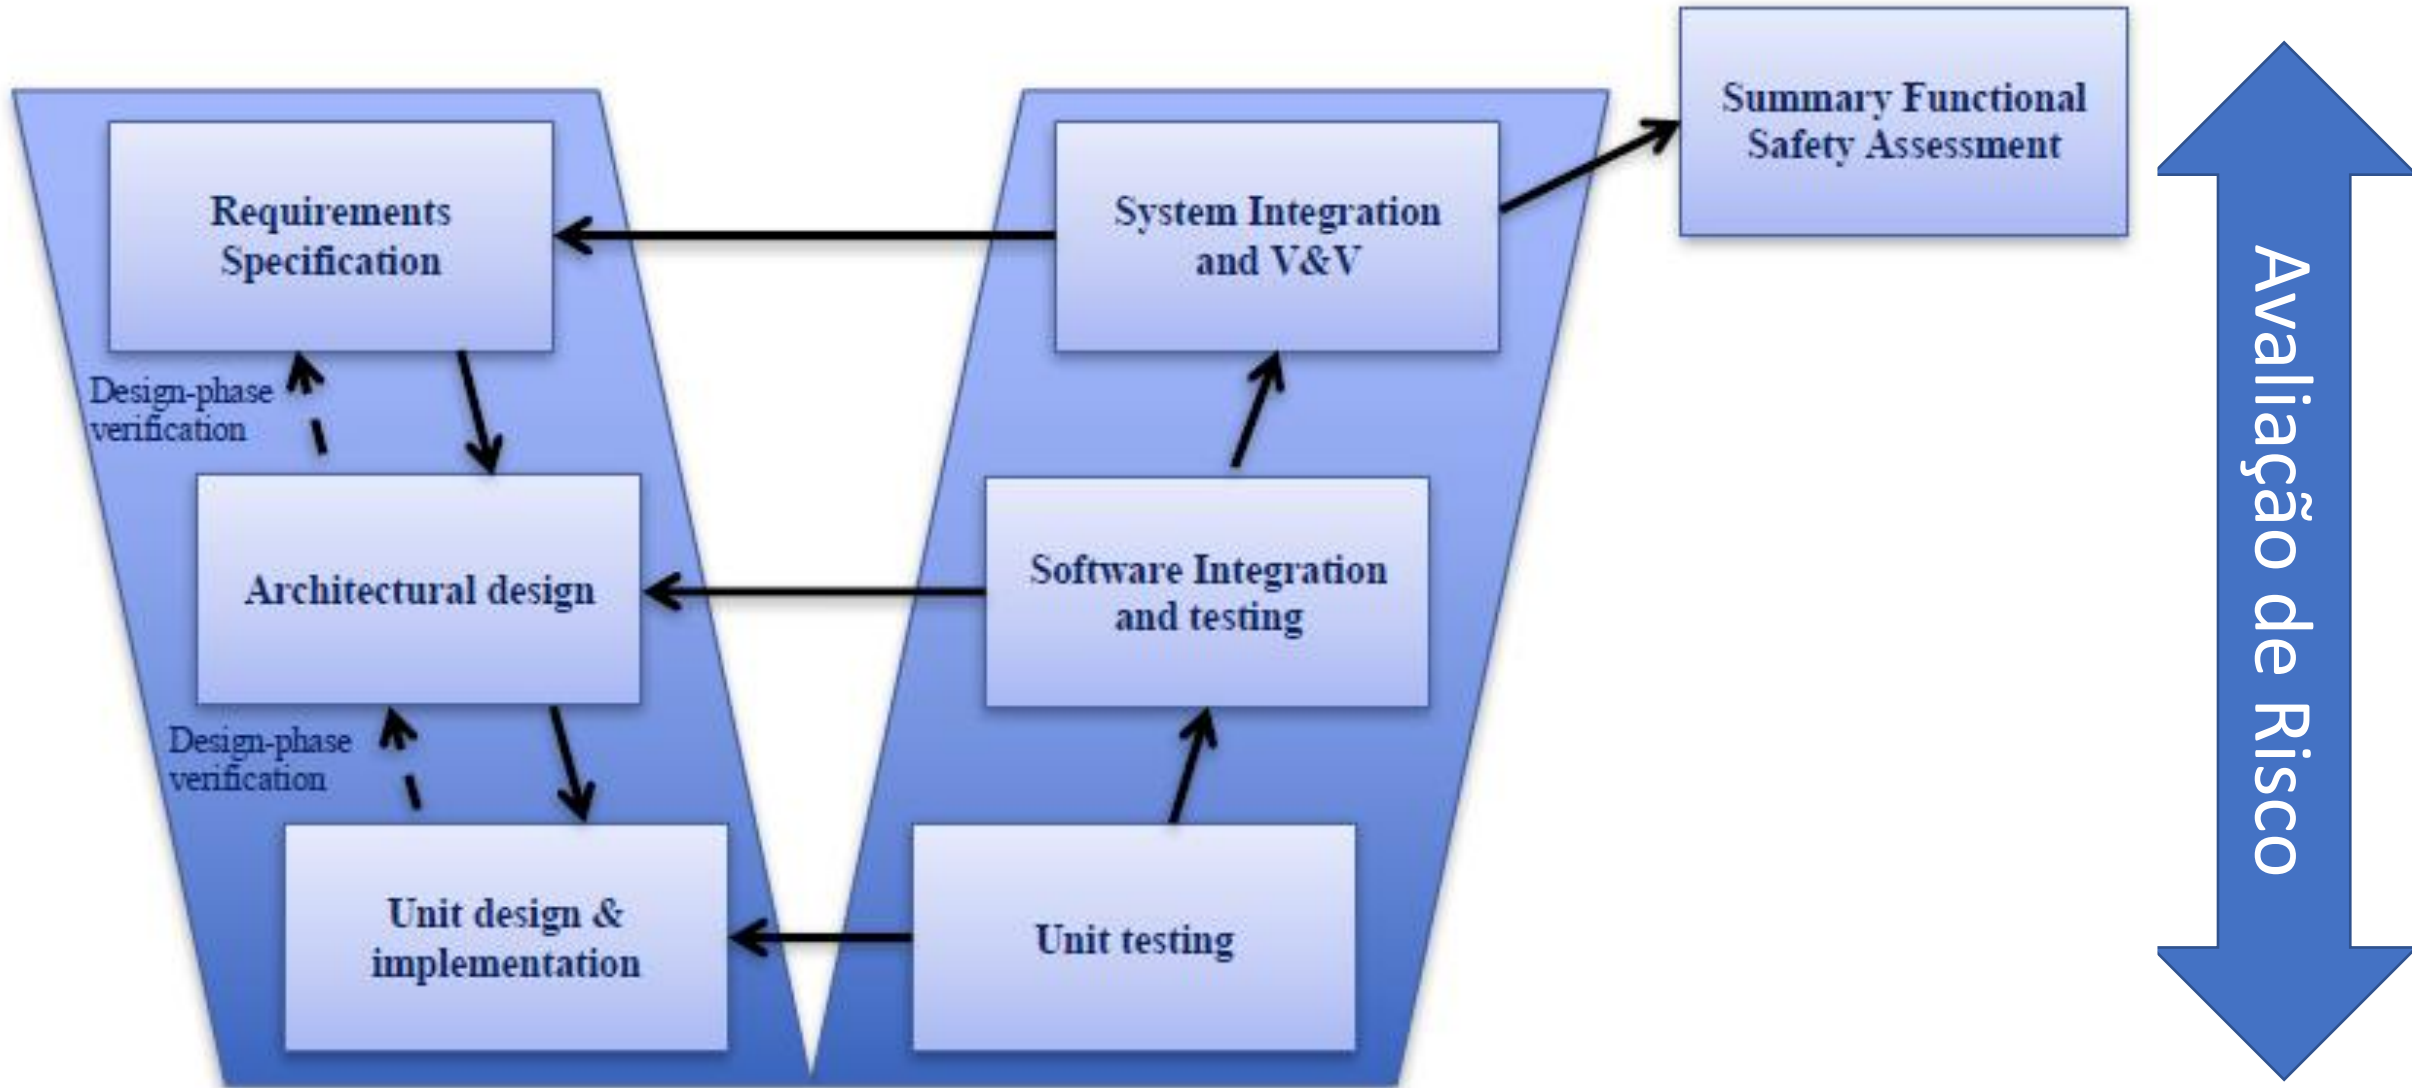 Requirements
Specification
System Integration
and V&V
Summary Functional
Safety Assessment
Design-phase
verification
Architectural design
Software Integration
and testing
Design-phase
verification
Unit design &
implementation
Unit testing
Avaliação de Risco